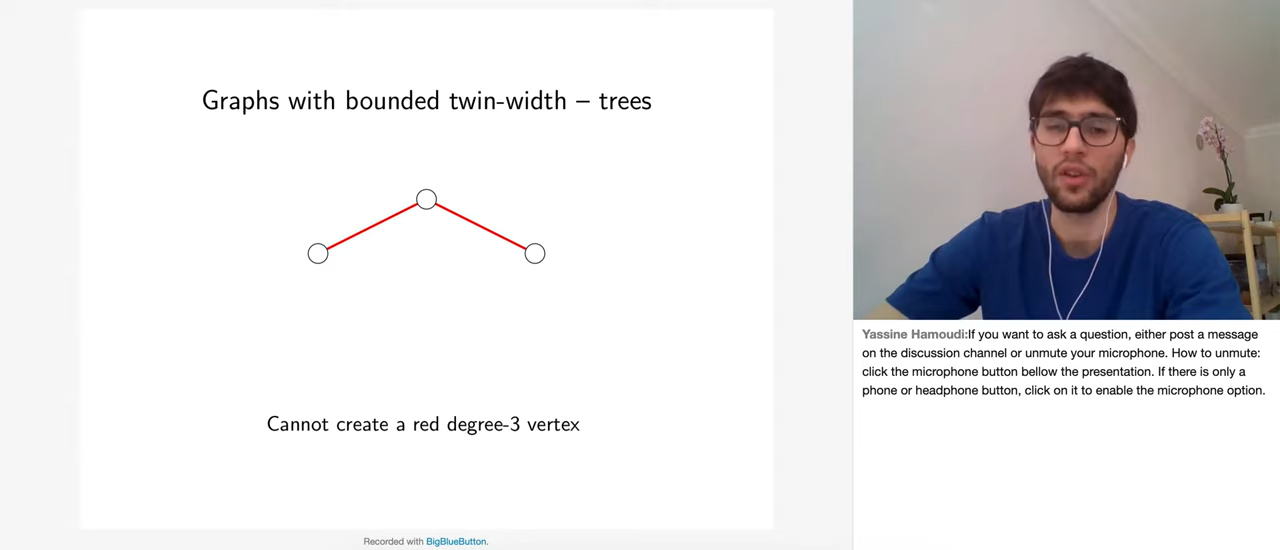 Graphs with bounded twin-width – trees
Cannot create a red degree-3 vertex
Recorded with BigBlueButton.
Yassine Hamoudi:If you want to ask a question, either post a message
on the discussion channel or unmute your microphone. How to unmute:
click the microphone button bellow the presentation. If there is only a
phone or headphone button, click on it to enable the microphone option.